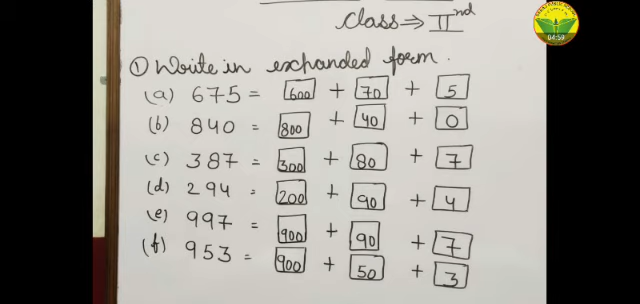 Class ⇒ IInd
① Write in expanded form.
(a) 675 = 600 + 70 + 5
(b) 840 = 800 + 40 + 0
(c) 387 = 300 + 80 + 7
(d) 294 = 200 + 90 + 4
(e) 997 = 900 + 90 + 7
(f) 953 = 900 + 50 + 3
04:59